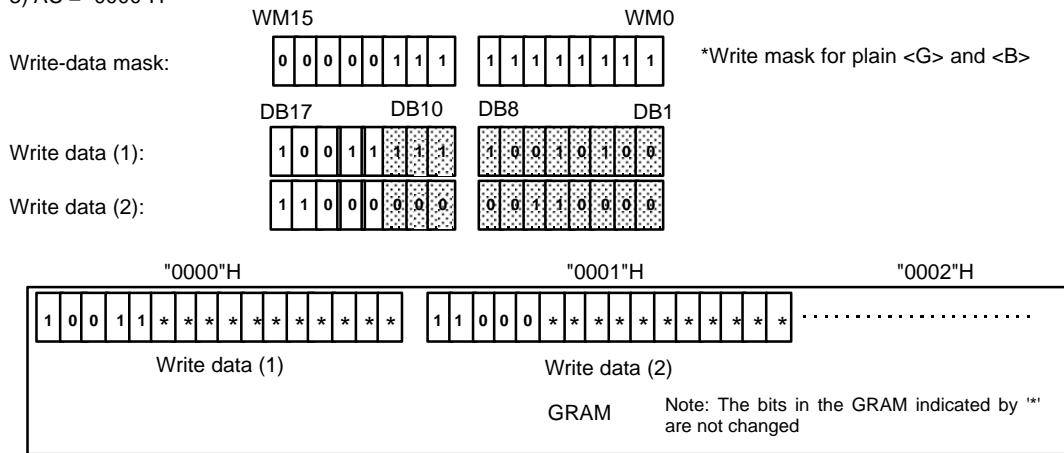 WM15 WM0
Write-data mask: 0 0 0 0 0 1 1 1 1 1 1 1 1 1 1 1 *Write mask for plain <G> and <B>
DB17 DB10 DB8 DB1
Write data (1): 1 0 0 1 1 1 1 1 1 0 0 1 0 1 0 0
Write data (2): 1 1 0 0 0 0 0 0 0 0 1 1 0 0 0 0
"0000"H "0001"H "0002"H
1 0 0 1 1 * * * * * * * * * * * 1 1 0 0 0 * * * * * * * * * * *
Write data (1) Write data (2)
GRAM Note: The bits in the GRAM indicated by '*'
are not changed